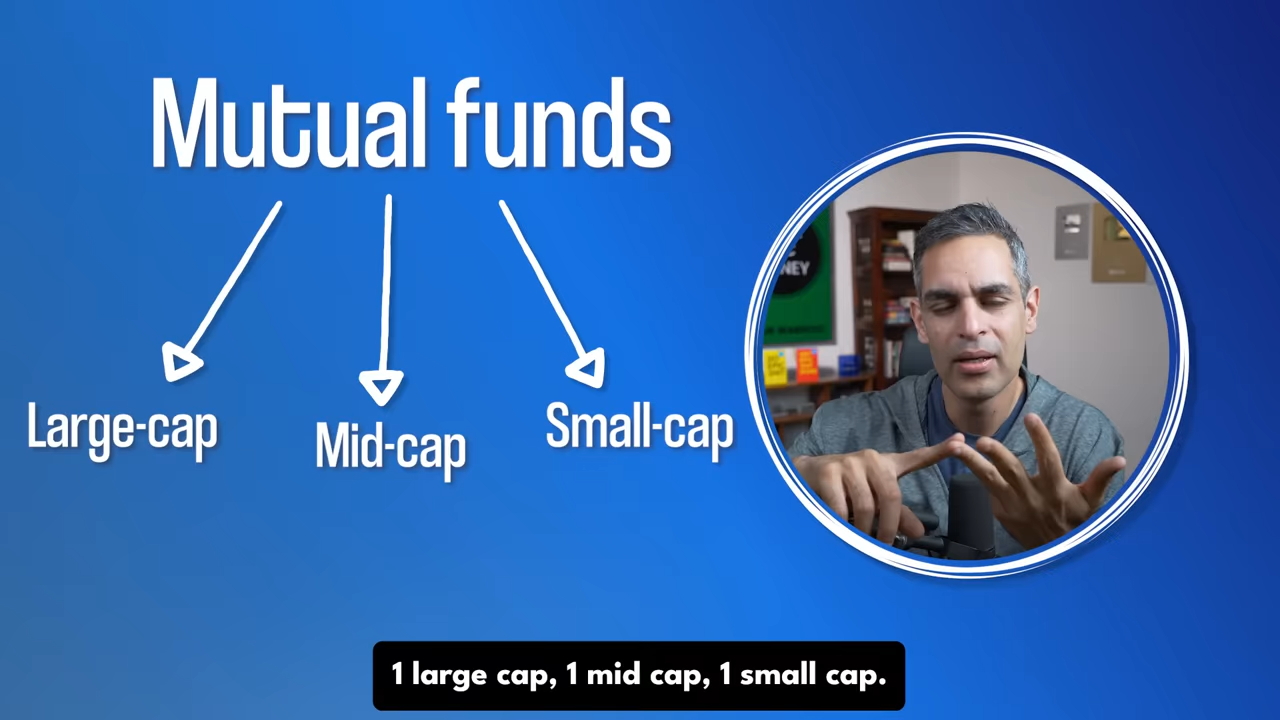 Mutual funds
Large-cap
Mid-cap
Small-cap
1 large cap, 1 mid cap, 1 small cap.